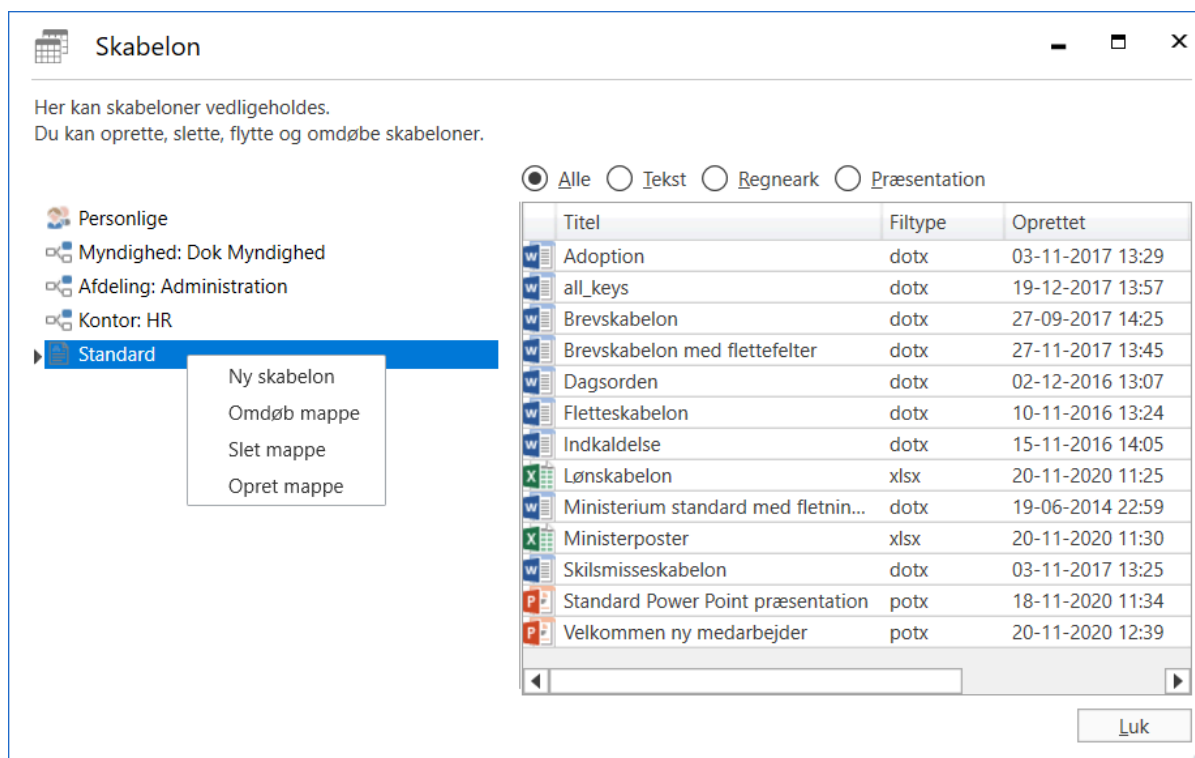 Skabelon
Her kan skabeloner vedligeholdes.
Du kan oprette, slette, flytte og omdøbe skabeloner.
Alle Tekst Regneark Præsentation
Personlige
Myndighed: Dok Myndighed
Afdeling: Administration
Kontor: HR
Standard
Ny skabelon
Omdøb mappe
Slet mappe
Opret mappe
Titel Filtype Oprettet
Adoption dotx 03-11-2017 13:29
all_keys dotx 19-12-2017 13:57
Brevskabelon dotx 27-09-2017 14:25
Brevskabelon med flettefelter dotx 27-11-2017 13:45
Dagsorden dotx 02-12-2016 13:07
Fletteskabelon dotx 10-11-2016 13:24
Indkaldelse dotx 15-11-2016 14:05
Lønskabelon xlsx 20-11-2020 11:25
Ministerium standard med fletnin... dotx 19-06-2014 22:59
Ministerposter xlsx 20-11-2020 11:30
Skilsmisseskabelon dotx 03-11-2017 13:25
Standard Power Point præsentation potx 18-11-2020 11:34
Velkommen ny medarbejder potx 20-11-2020 12:39
Luk